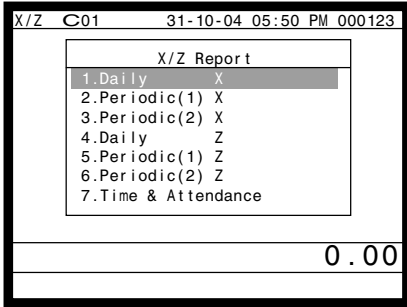 X/Z C01 31-10-04 05:50 PM 000123
X/Z Report
1.Daily X
2.Periodic(1) X
3.Periodic(2) X
4.Daily Z
5.Periodic(1) Z
6.Periodic(2) Z
7.Time & Attendance
0.00